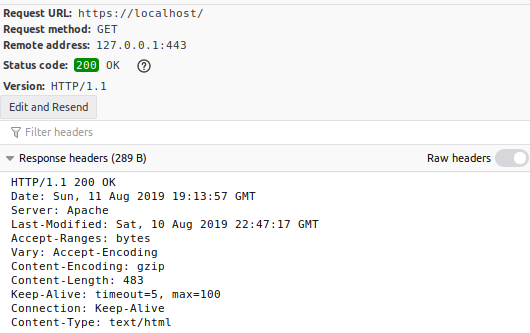 Request URL: https://localhost/
Request method: GET
Remote address: 127.0.0.1:443
Status code: 200 OK ?
Version: HTTP/1.1
Edit and Resend
Filter headers
Response headers (289 B) Raw headers
HTTP/1.1 200 OK
Date: Sun, 11 Aug 2019 19:13:57 GMT
Server: Apache
Last-Modified: Sat, 10 Aug 2019 22:47:17 GMT
Accept-Ranges: bytes
Vary: Accept-Encoding
Content-Encoding: gzip
Content-Length: 483
Keep-Alive: timeout=5, max=100
Connection: Keep-Alive
Content-Type: text/html